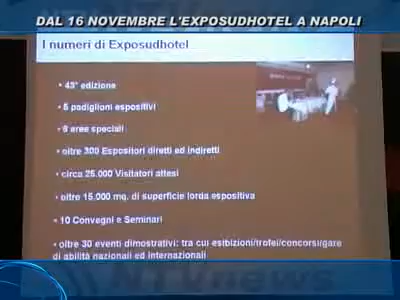 DAL 16 NOVEMBRE L'EXPOSUDHOTEL A NAPOLI
I numeri di Exposudhotel
• 43° edizione
• 5 padiglioni espositivi
• 6 aree speciali
• oltre 300 Espositori diretti ed indiretti
• circa 25.000 Visitatori attesi
• oltre 15.000 mq. di superficie lorda espositiva
• 10 Convegni e Seminari
• oltre 30 eventi dimostrativi: tra cui esibizioni/trofei/concorsi/gare
di abilità nazionali ed internazionali
news